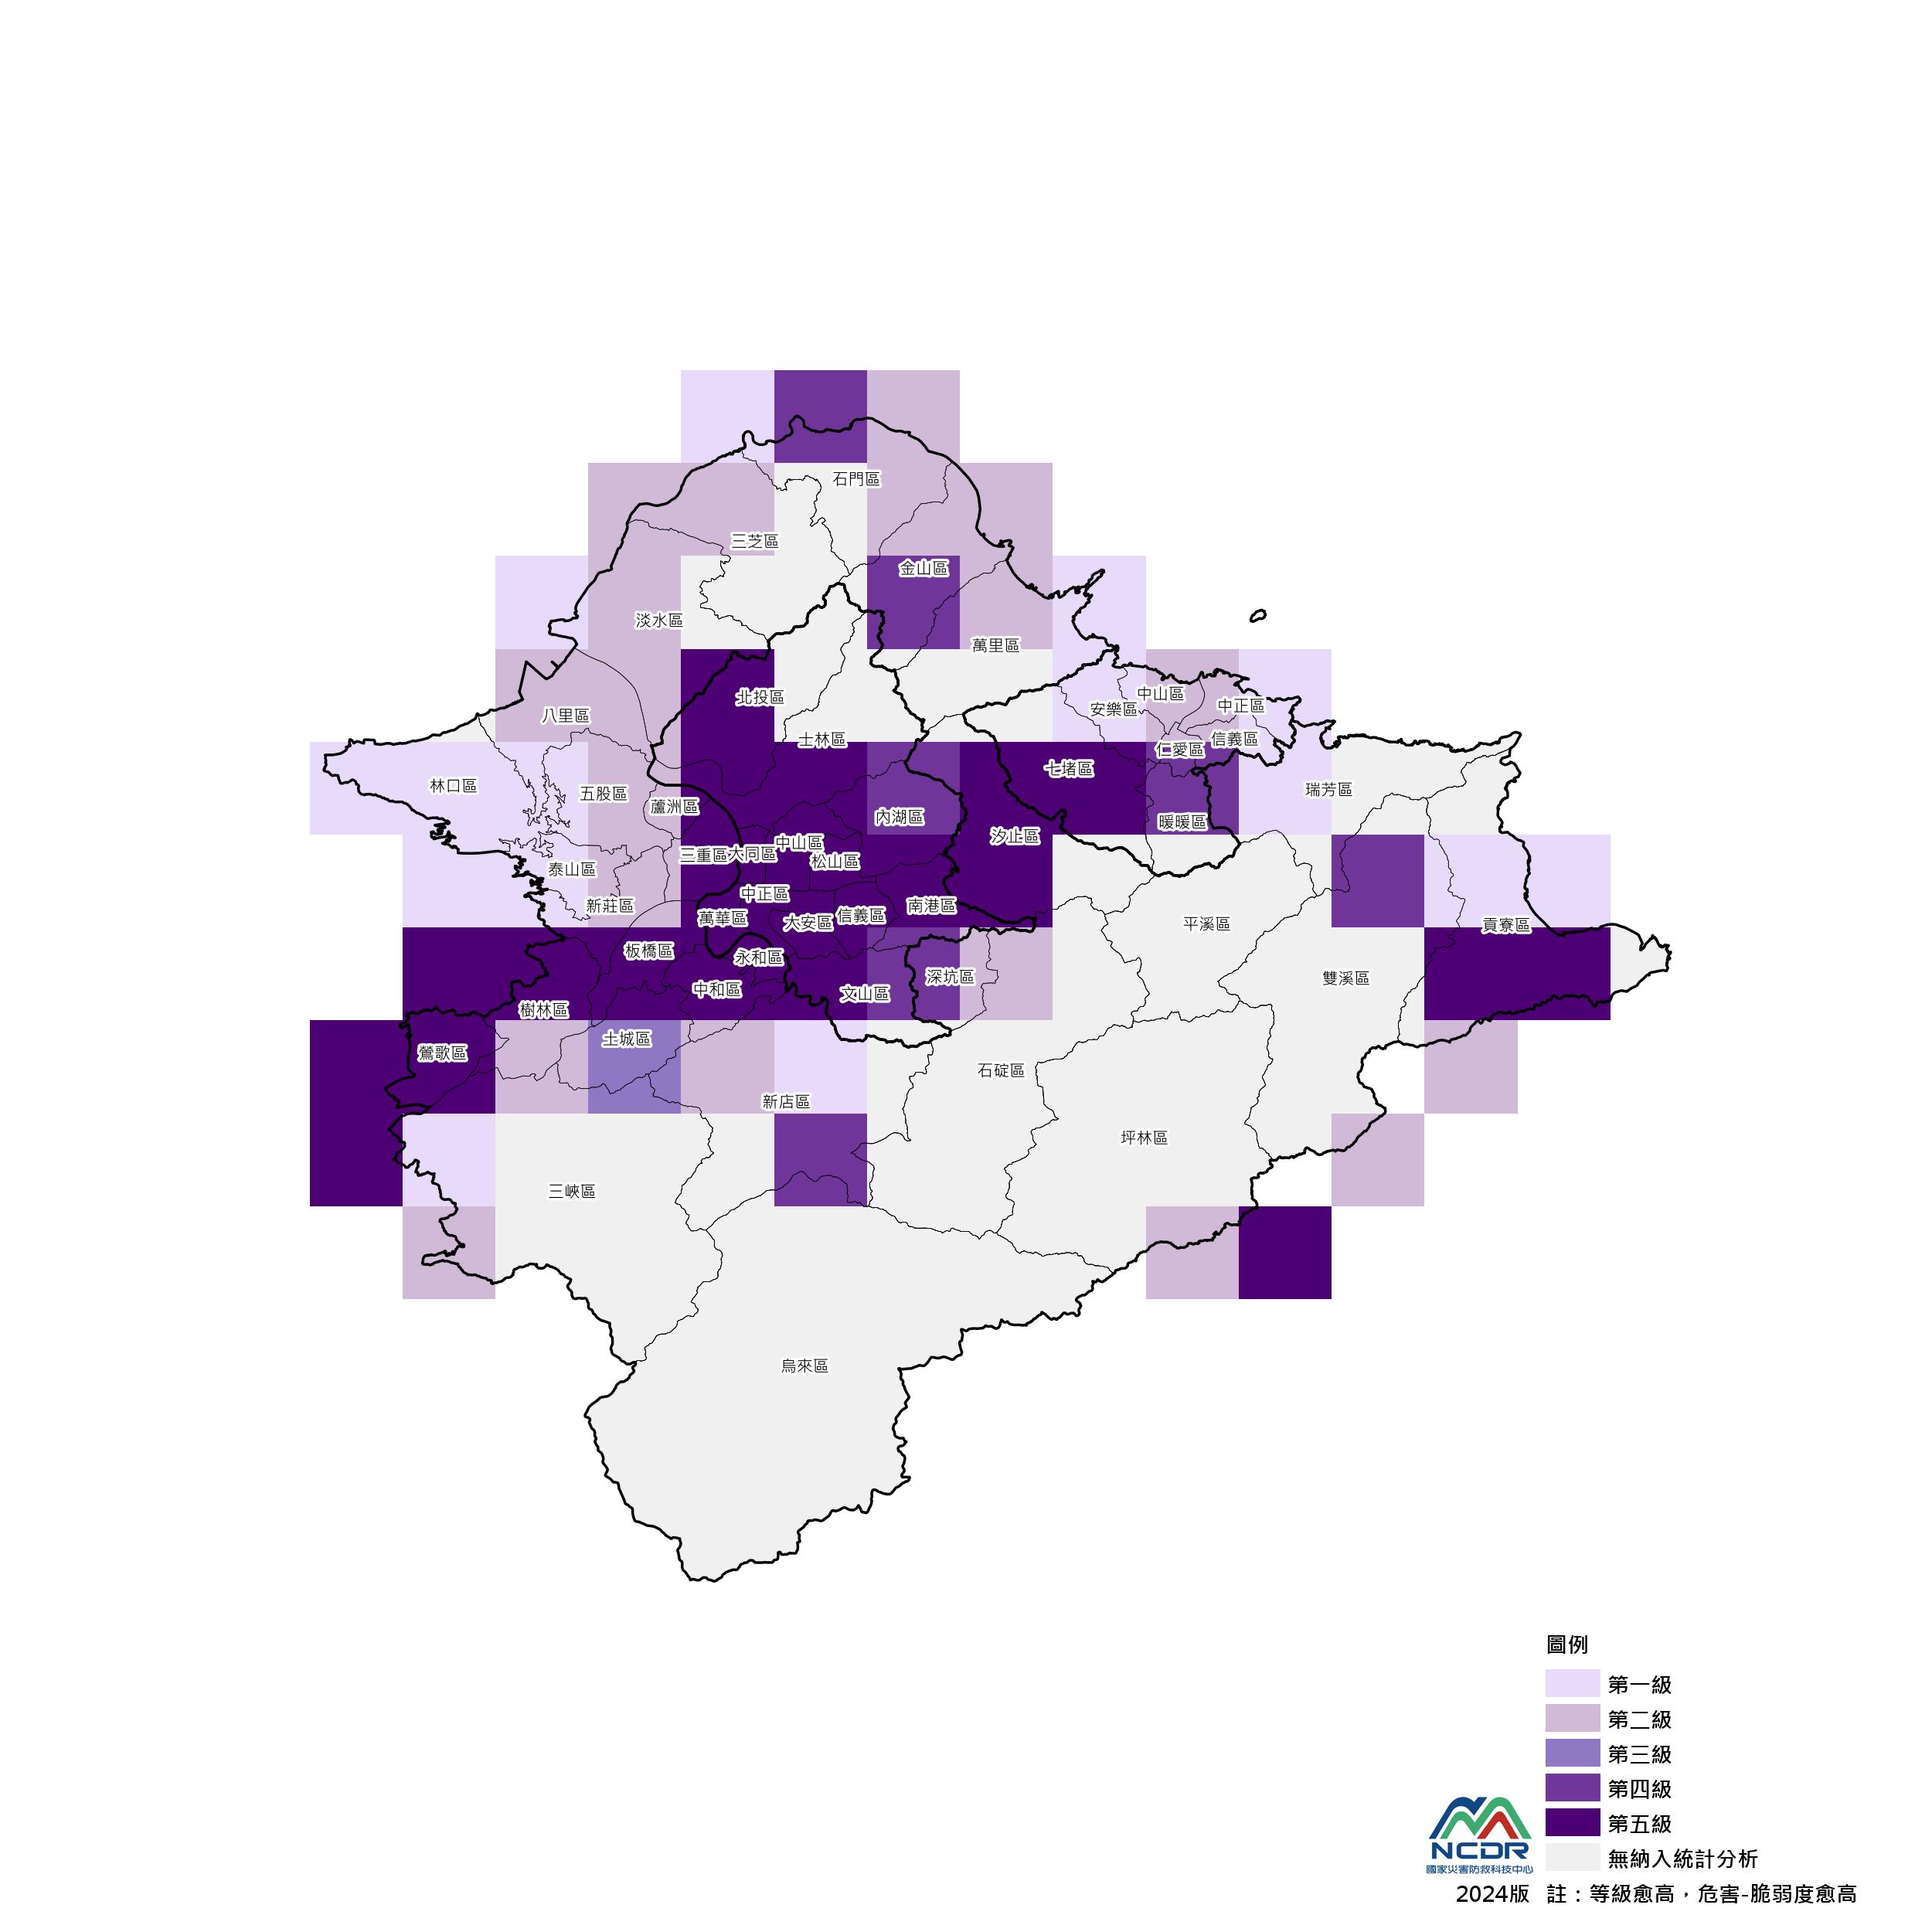 石門區
三芝區
金山區
淡水區
萬里區
北投區
中山區
中正區
安樂區
八里區
士林區
信義區
仁愛區
七堵區
林口區
五股區
瑞芳區
蘆洲區
內湖區
暖暖區
汐止區
中山區
三重區
大同區
松山區
泰山區
中正區
新莊區
南港區
萬華區
信義區
大安區
平溪區
貢寮區
板橋區
永和區
深坑區
雙溪區
中和區
文山區
樹林區
土城區
鶯歌區
石碇區
新店區
坪林區
三峽區
烏來區
圖例
第一級
第二級
第三級
第四級
第五級
無納入統計分析
NCDR
國家災害防救科技中心
2024版 註：等級愈高，危害-脆弱度愈高